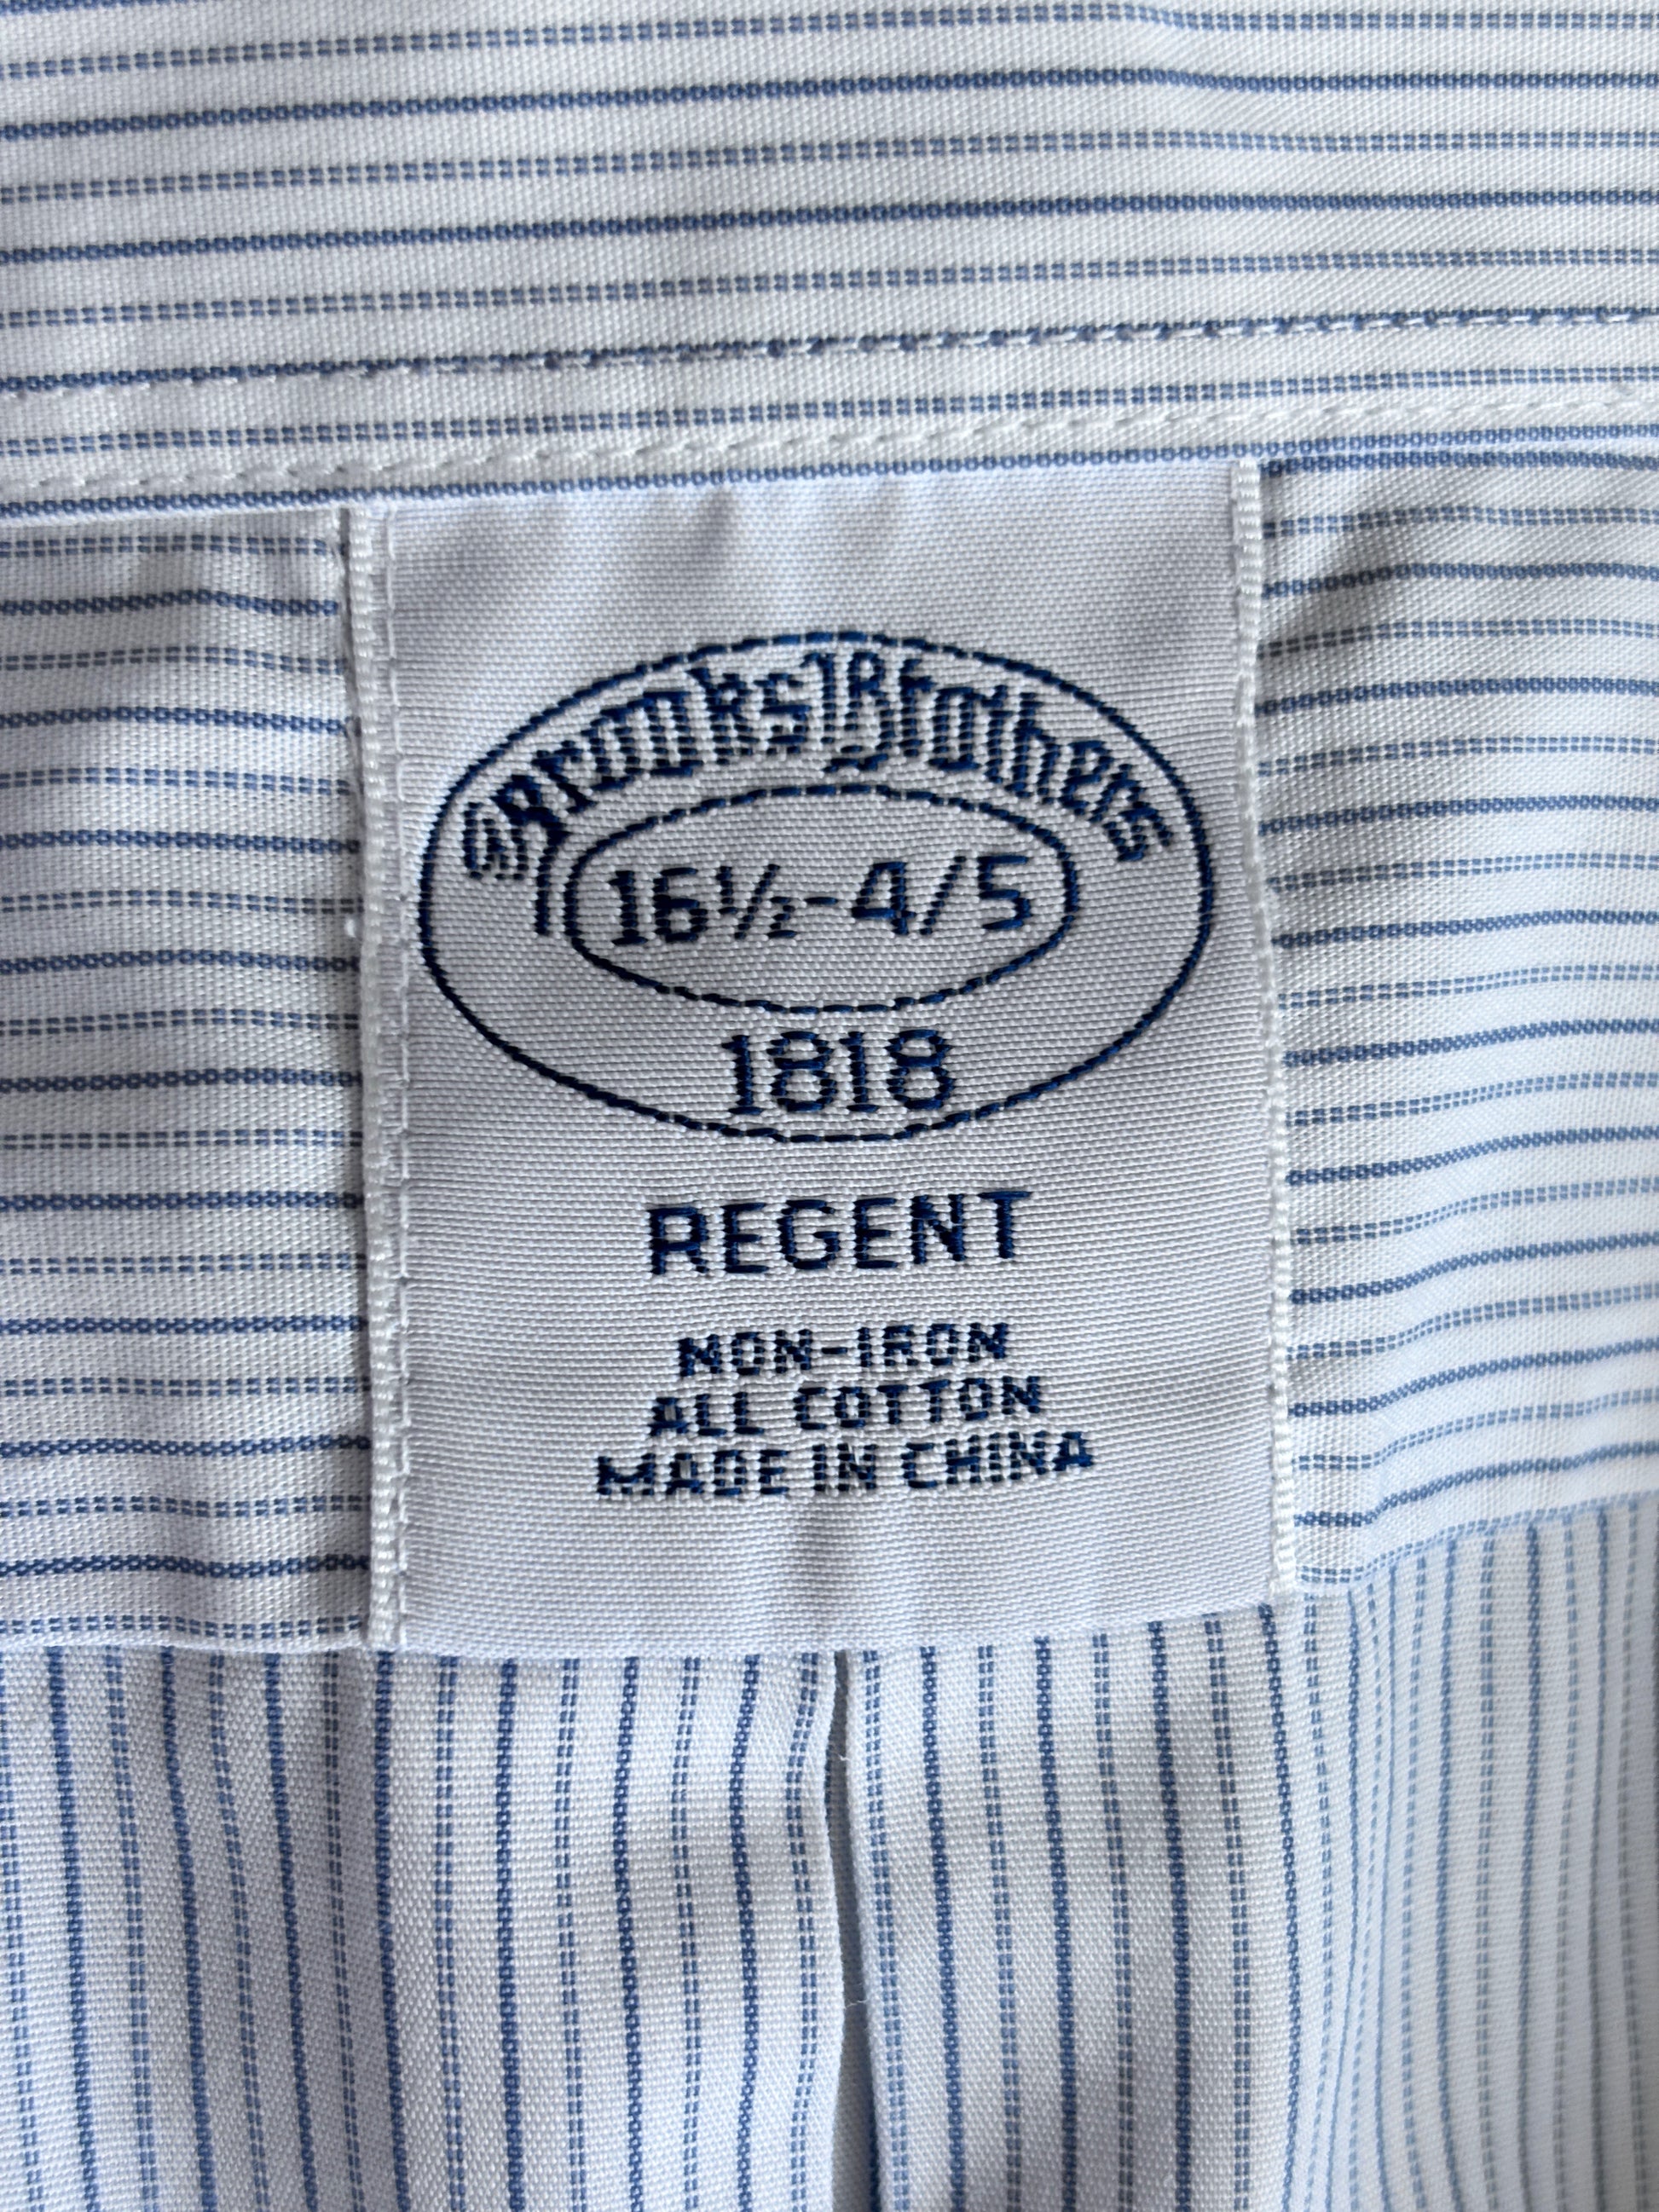 Brooks Brothers
16½-4/5
1818
REGENT
NON-IRON
ALL COTTON
MADE IN CHINA